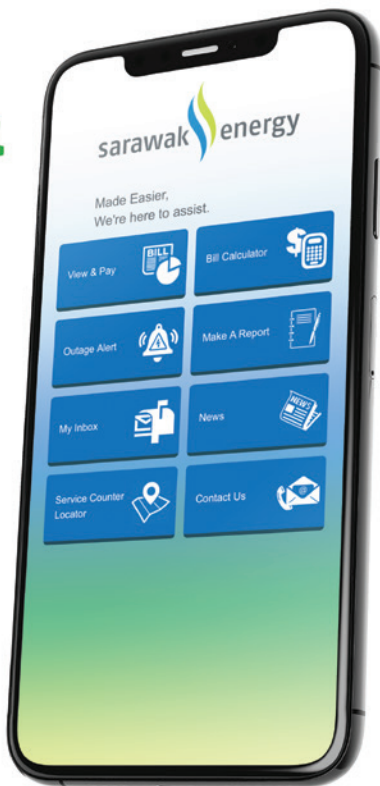 sarawak energy
Made Easier,
We're here to assist.
View & Pay
BILL
Bill Calculator
Outage Alert
Make A Report
My Inbox
News
NEWS
Service Counter
Locator
Contact Us